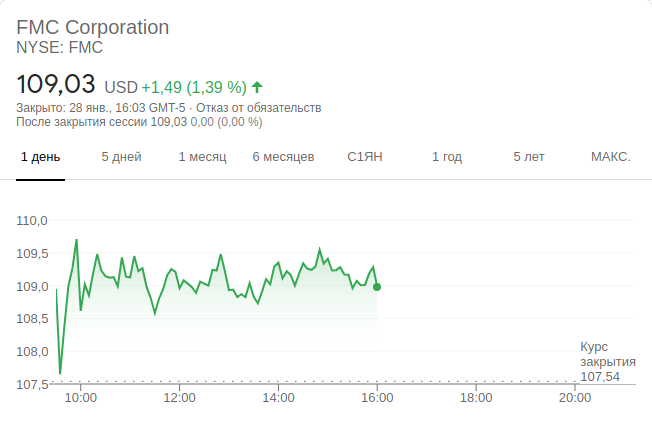 FMC Corporation
NYSE: FMC
109,03 USD +1,49 (1,39 %)
Закрыто: 28 янв., 16:03 GMT-5 · Отказ от обязательств
После закрытия сессии 109,03 0,00 (0,00 %)
1 день 5 дней 1 месяц 6 месяцев С1ЯН 1 год 5 лет МАКС.
110,0
109,5
109,0
108,5
108,0
107,5
Курс
закрытия
107,54
10:00 12:00 14:00 16:00 18:00 20:00